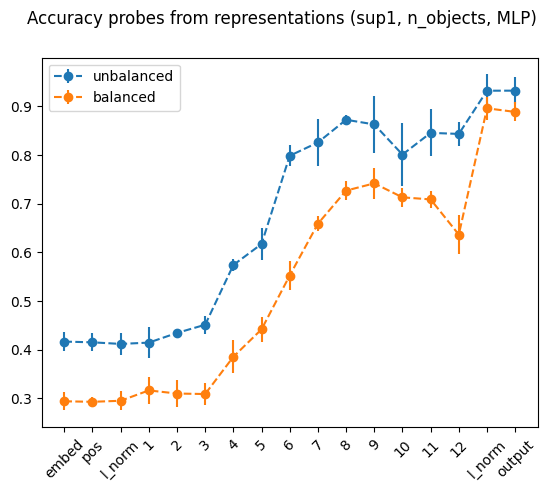 Accuracy probes from representations (sup1, n_objects, MLP)
unbalanced
balanced
0.9
0.8
0.7
0.6
0.5
0.4
0.3
embed
pos
l_norm
1
2
3
4
5
6
7
8
9
10
11
12
l_norm
output